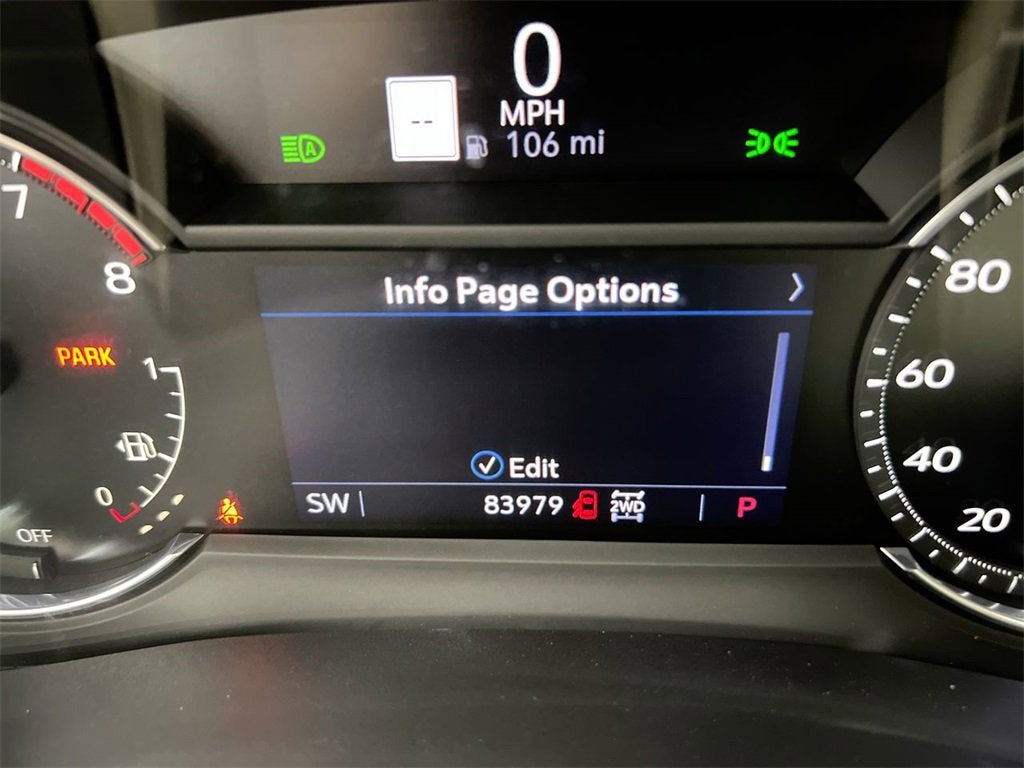 0
MPH
--
106 mi
A
7
8
PARK
1
0
OFF
Info Page Options
Edit
SW
83979
2WD
P
80
60
40
20